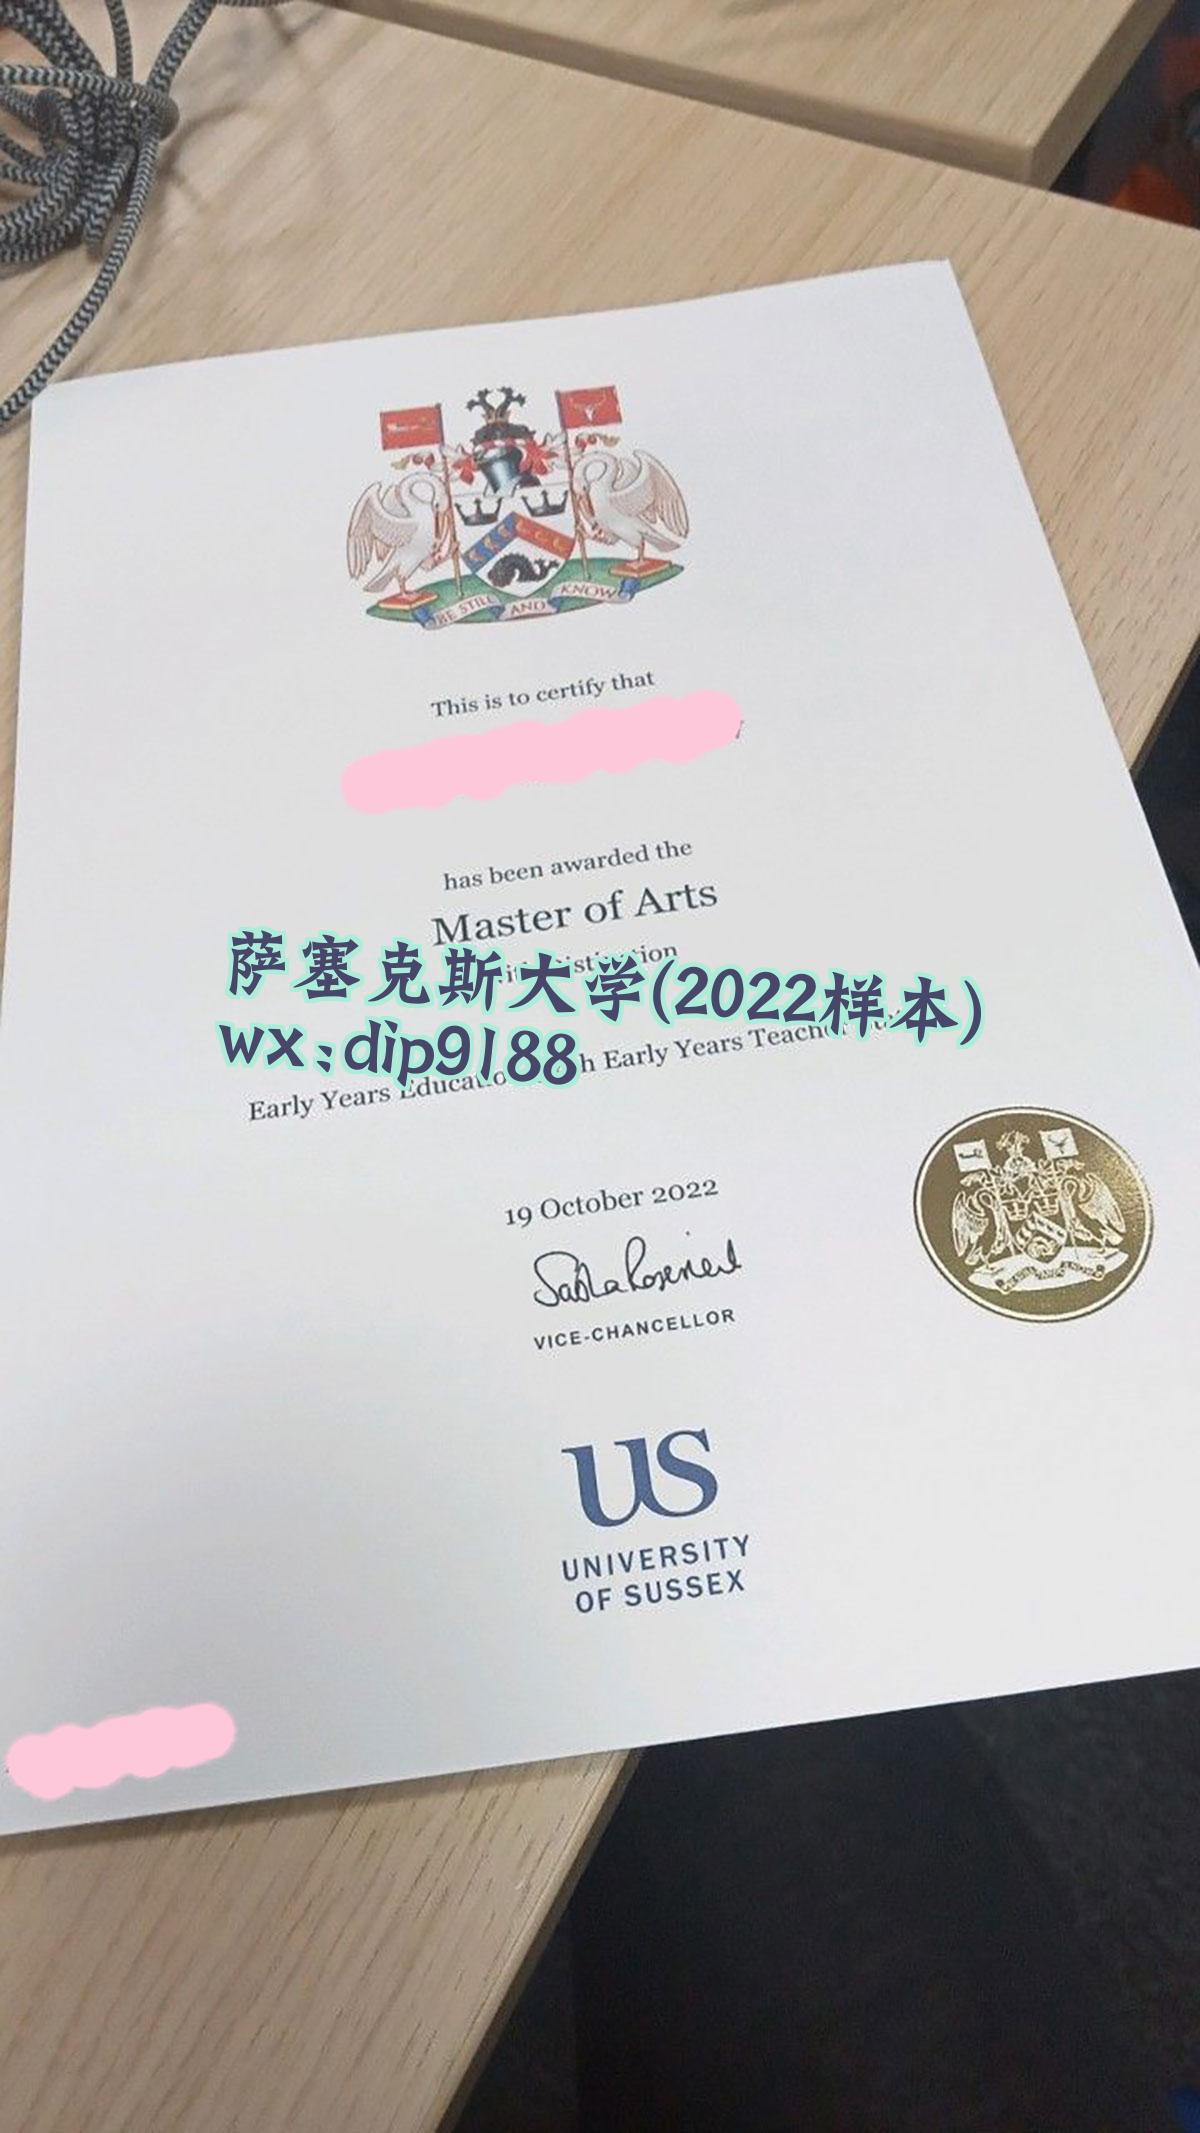 BE STILL AND KNOW
This is to certify that
has been awarded the
Master of Arts
萨塞克斯大学(2022样本)
wx:dip9188
Early Years Early Years
19 October 2022
VICE-CHANCELLOR
US
UNIVERSITY
OF SUSSEX